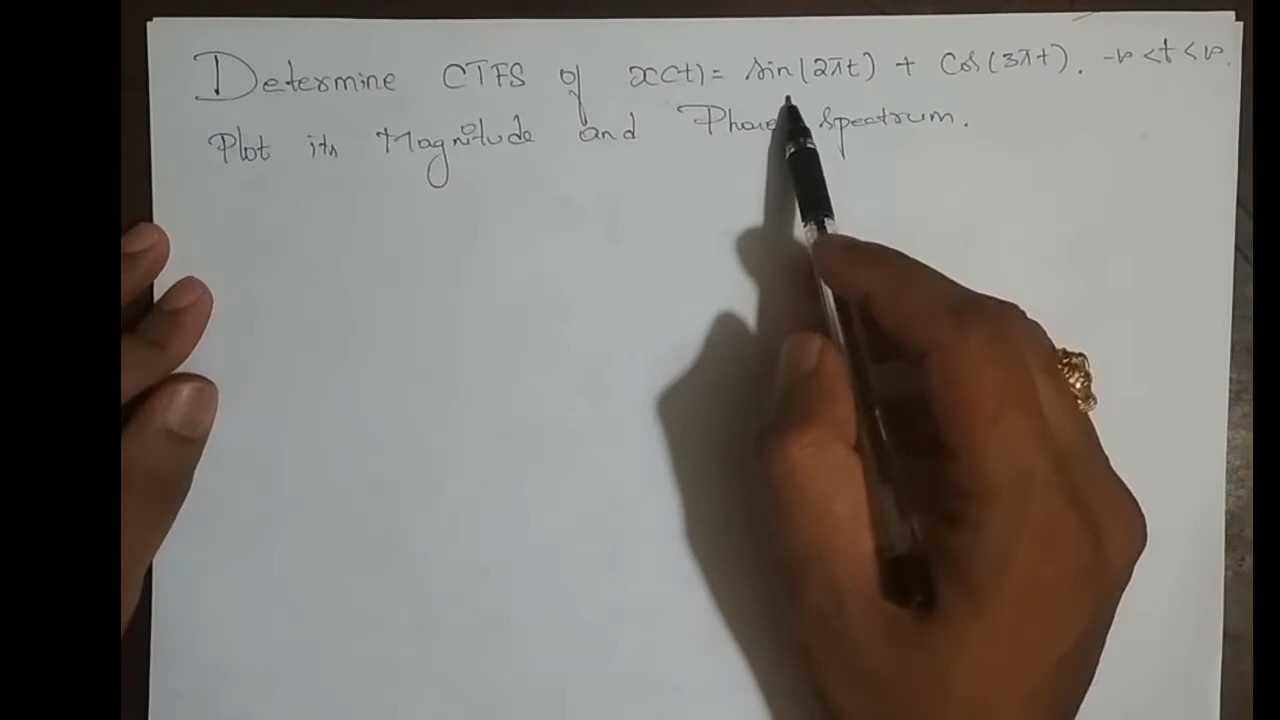 Determine CTFS of x(t) = sin(2πt) + Cos(3πt). -∞ < t < ∞.
Plot its Magnitude and Phase spectrum.